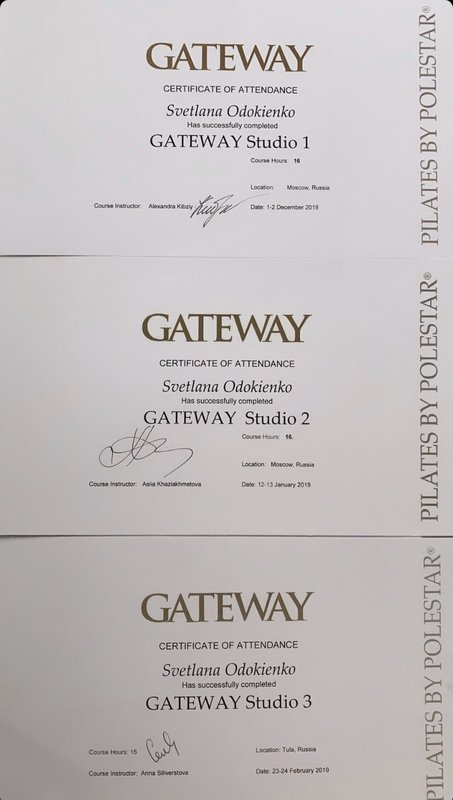 GATEWAY
CERTIFICATE OF ATTENDANCE
Svetlana Odokienko
Has successfully completed
GATEWAY Studio 1
Course Hours: 16
Location: Moscow, Russia
Course Instructor: Alexandra Kibziy
Date: 1-2 December 2018
PILATES BY POLESTAR®
GATEWAY
CERTIFICATE OF ATTENDANCE
Svetlana Odokienko
Has successfully completed
GATEWAY Studio 2
Course Hours: 16.
Location: Moscow, Russia
Course Instructor: Asiia Khaziakhmetova
Date: 12-13 January 2019
PILATES BY POLESTAR®
GATEWAY
CERTIFICATE OF ATTENDANCE
Svetlana Odokienko
Has successfully completed
GATEWAY Studio 3
Course Hours: 16
Location: Tula, Russia
Course Instructor: Anna Siliverstova
Date: 23-24 February 2019
PILATES BY POLESTAR®